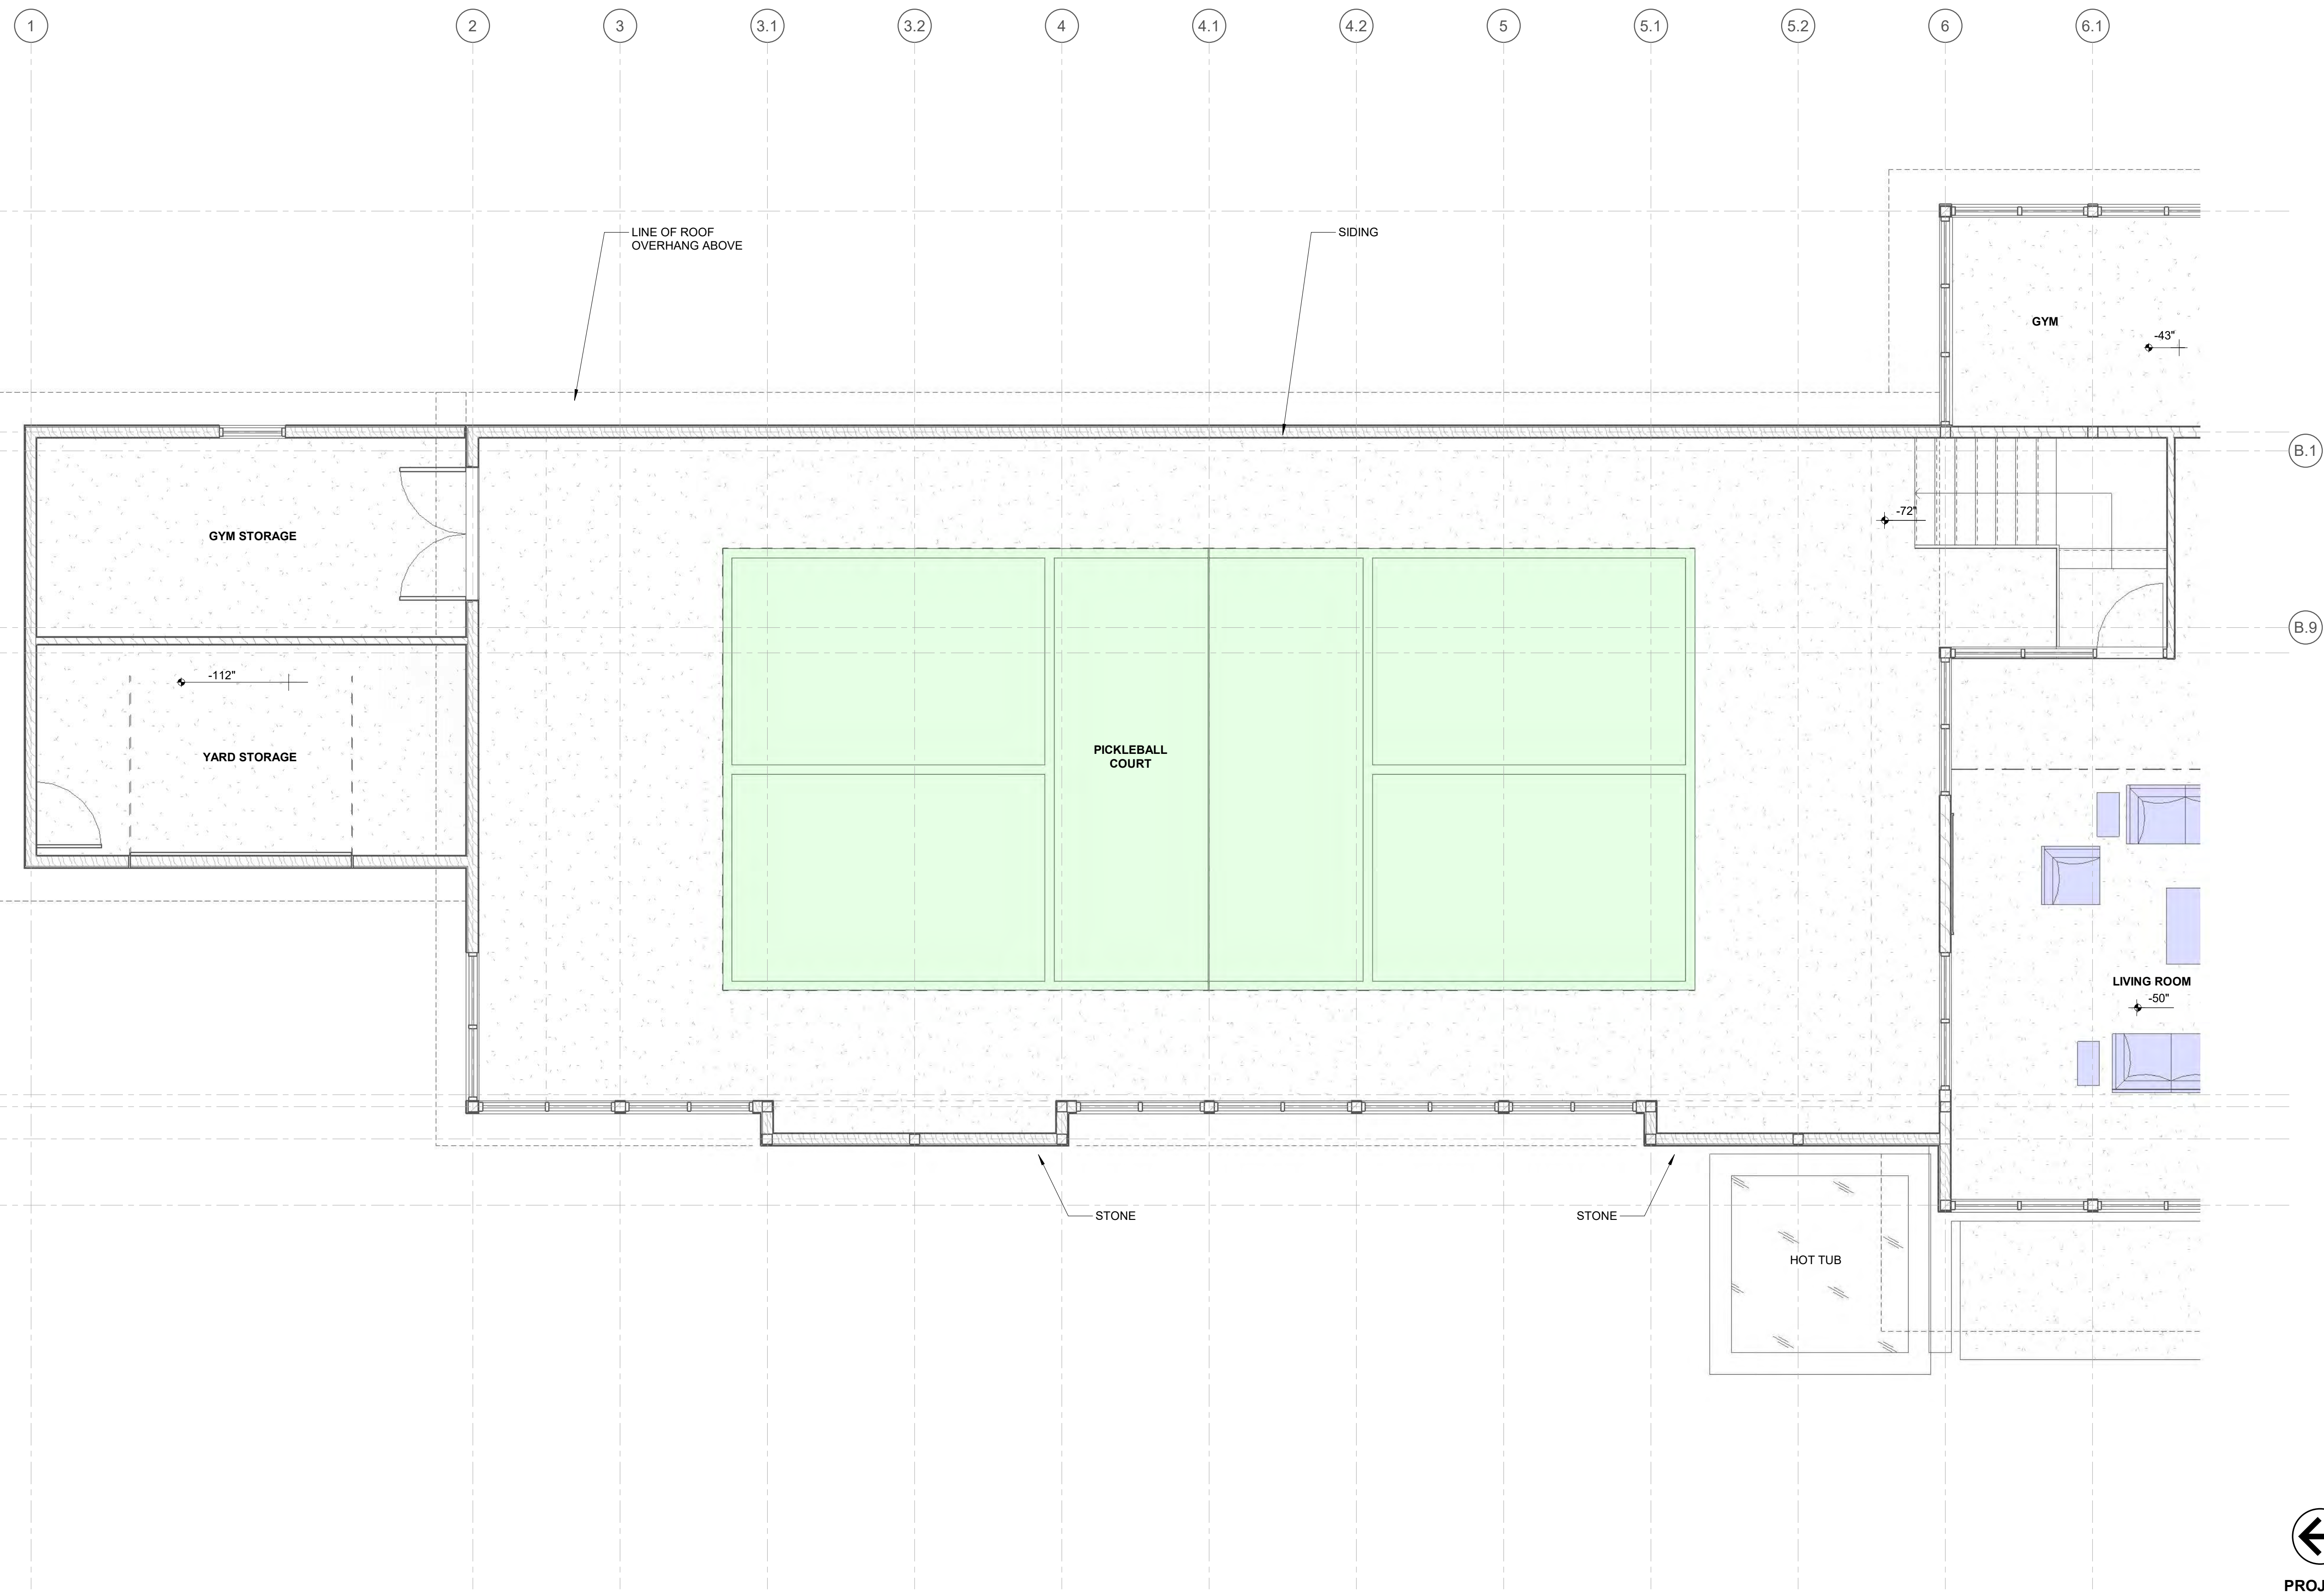 1
2
3
3.1
3.2
4
4.1
4.2
5
5.1
5.2
6
6.1
LINE OF ROOF
OVERHANG ABOVE
SIDING
GYM
-43"
B.1
-72"
GYM STORAGE
B.9
-112"
YARD STORAGE
PICKLEBALL
COURT
LIVING ROOM
-50"
STONE
STONE
HOT TUB